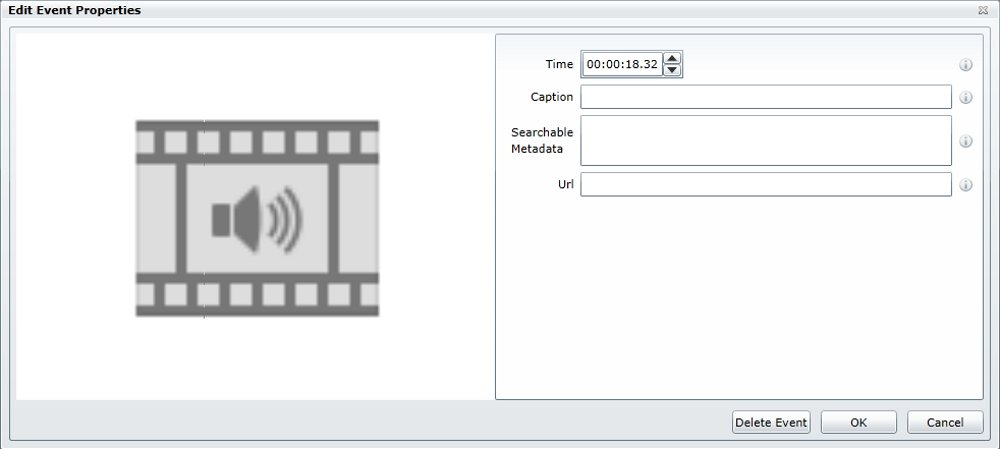 Edit Event Properties
Time 00:00:18.32
Caption
Searchable
Metadata
Url
Delete Event OK Cancel